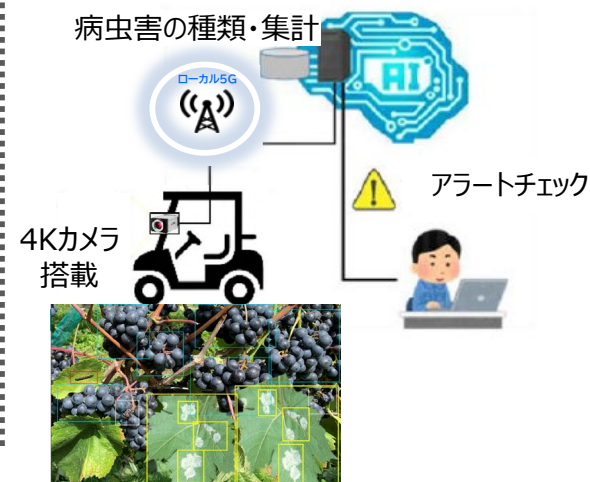 病虫害の種類・集計
ローカル5G
AI
アラートチェック
4Kカメラ
搭載